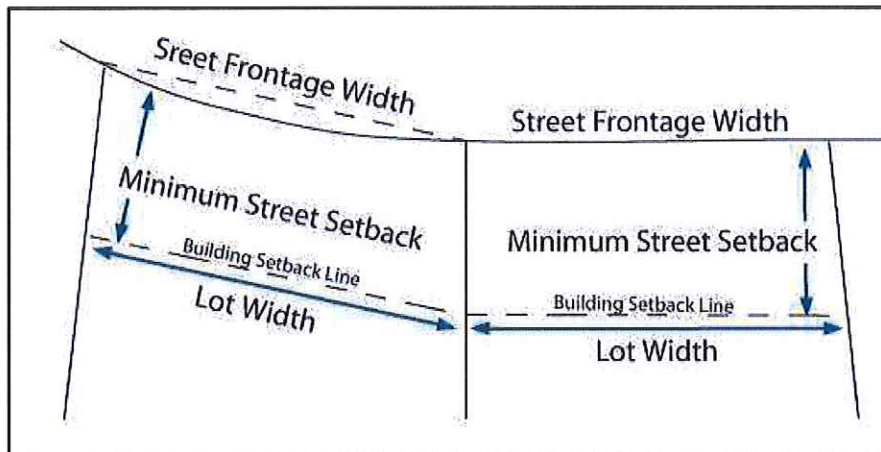 Sreet Frontage Width
Minimum Street Setback
Building Setback Line
Lot Width
Street Frontage Width
Minimum Street Setback
Building Setback Line
Lot Width